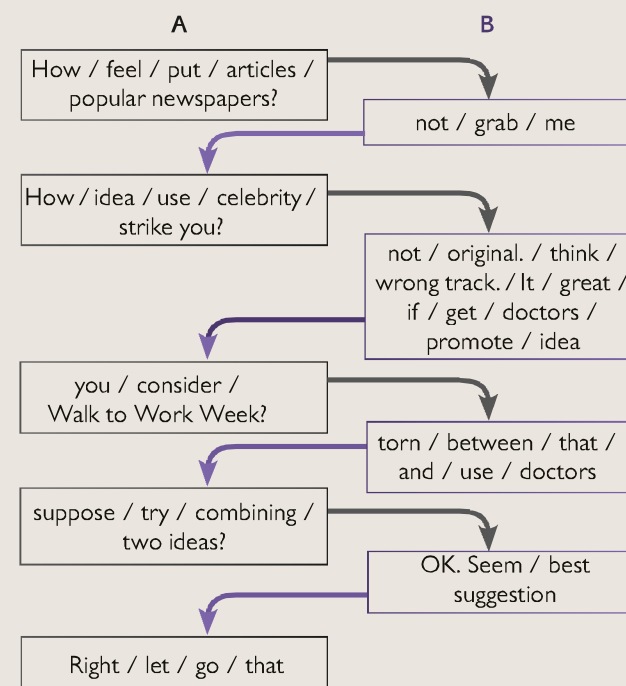 A
B
How / feel / put / articles /
popular newspapers?
not / grab / me
How / idea / use / celebrity /
strike you?
not / original. / think /
wrong track. / It / great /
if / get / doctors /
promote / idea
you / consider /
Walk to Work Week?
torn / between / that /
and / use / doctors
suppose / try / combining /
two ideas?
OK. Seem / best
suggestion
Right / let / go / that